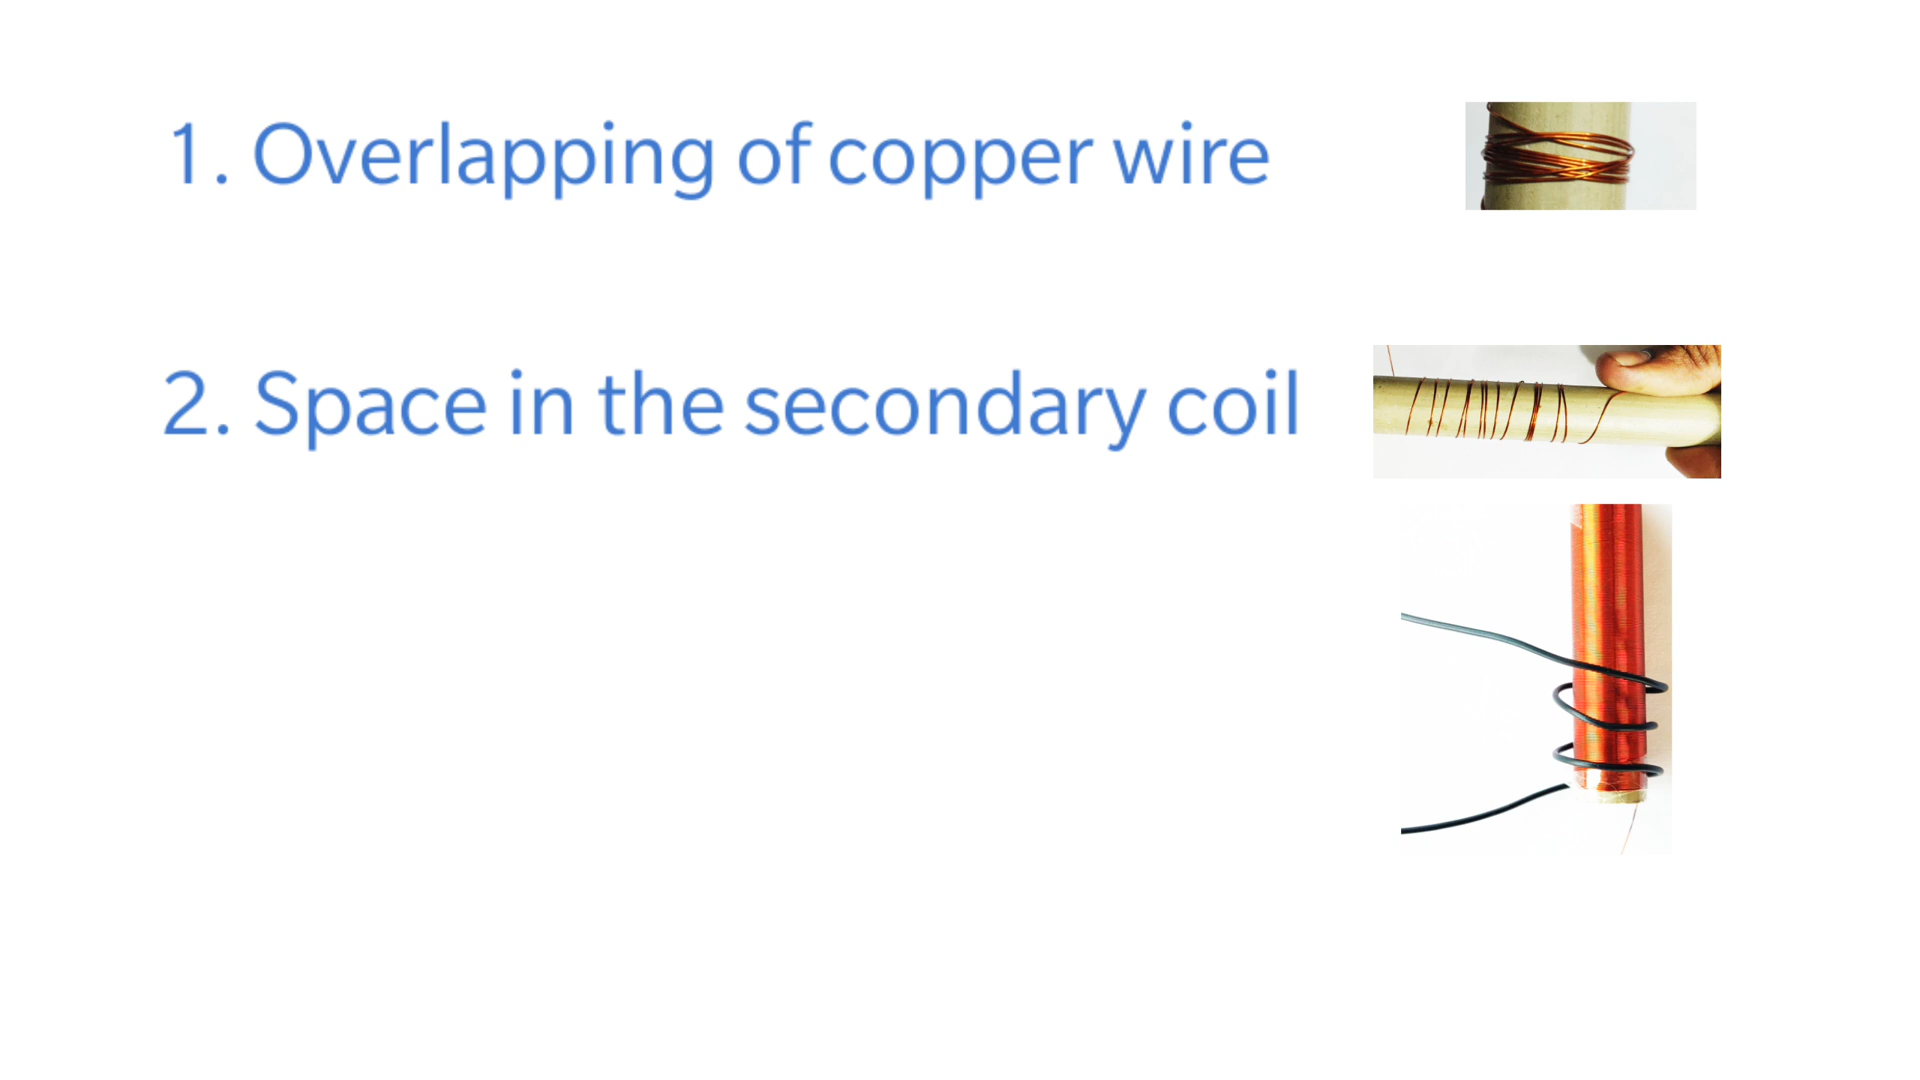 1. Overlapping of copper wire
2. Space in the secondary coil